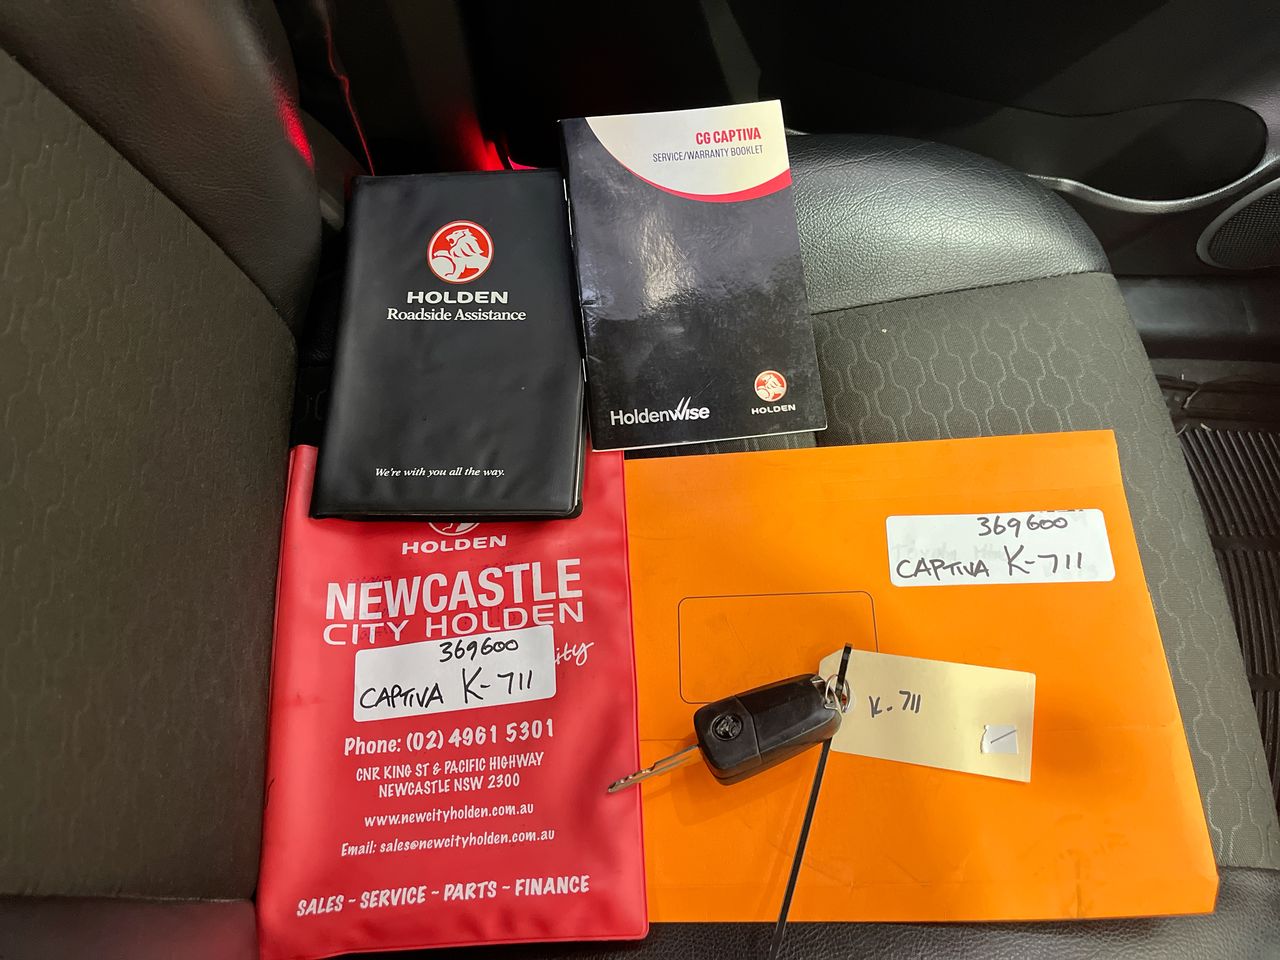 HOLDEN
Roadside Assistance
We're with you all the way.
CG CAPTIVA
SERVICE/WARRANTY BOOKLET
HoldenWise
HOLDEN
HOLDEN
NEWCASTLE
CITY HOLDEN
city
369600
CAPTIVA K-711
Phone: (02) 4961 5301
CNR KING ST & PACIFIC HIGHWAY
NEWCASTLE NSW 2300
www.newcityholden.com.au
Email: sales@newcityholden.com.au
SALES ~ SERVICE ~ PARTS ~ FINANCE
369600
CAPTIVA K-711
K-711